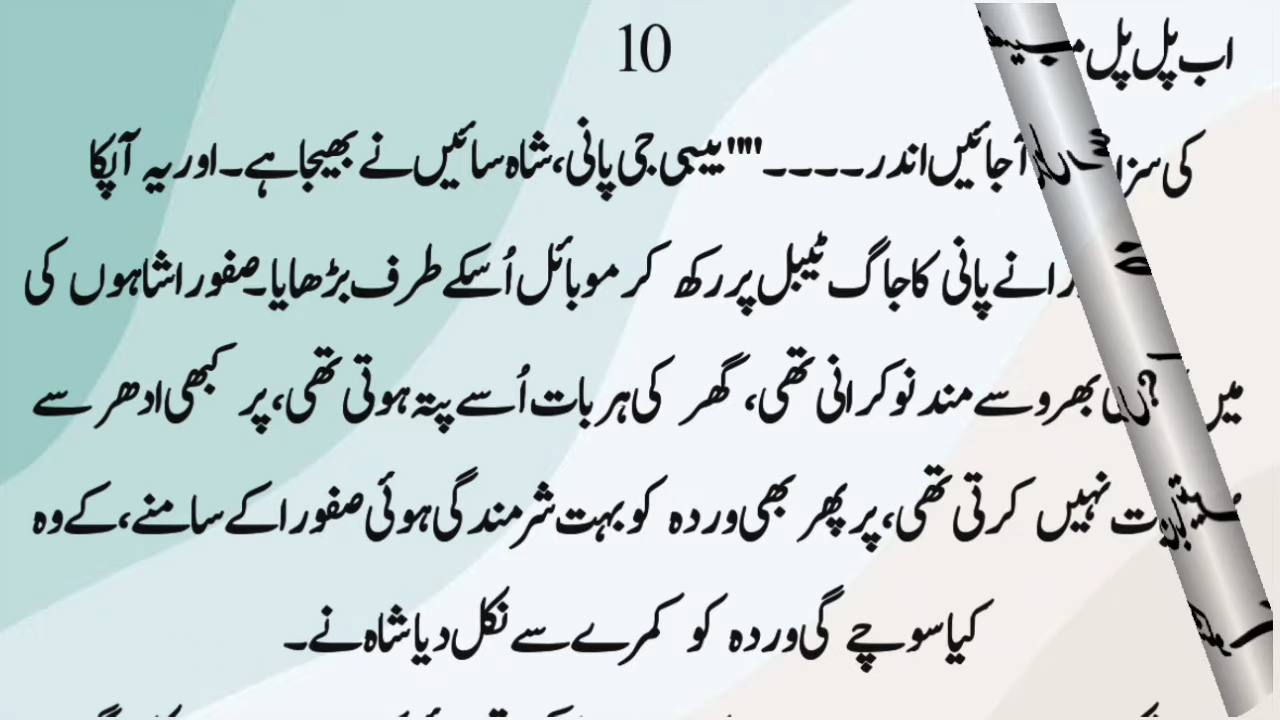 10
اب پل پل
کی سزا آجائیں اندر۔۔۔۔""بیبی جی پانی، شاہ سائیں نے بھیجا ہے۔ اور یہ آپکا
رانے پانی کا جاگ ٹیبل پر رکھ کر موبائل اُسکے طرف بڑھایا۔ صفورا شاہوں کی
میں بھروسے مند نوکرانی تھی، گھر کی ہر بات اُسے پتہ ہوتی تھی، پر کبھی ادھر سے
ت نہیں کرتی تھی، پر پھر بھی وردہ کو بہت شرمندگی ہوئی صفورا کے سامنے، کے وہ
کیا سوچے گی وردہ کو کمرے سے نکل دیا شاہ نے۔